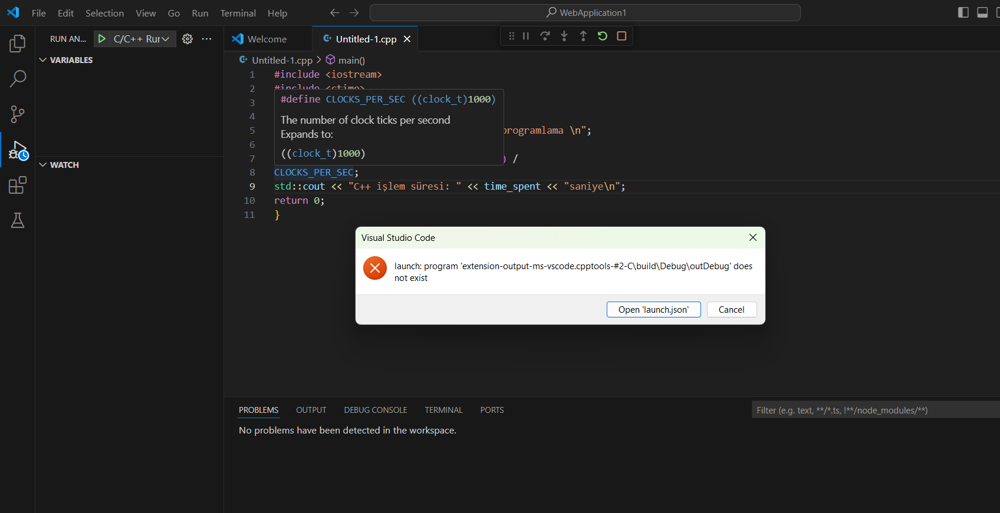 File Edit Selection View Go Run Terminal Help
WebApplication1
RUN AN... C/C++ Rur
Welcome
Untitled-1.cpp
VARIABLES
WATCH
Untitled-1.cpp > main()
1 #include <iostream>
2 #include <ctime>
3
4
5 programlama \n";
6
7 ) /
8 CLOCKS_PER_SEC;
9 std::cout << "C++ işlem süresi: " << time_spent << "saniye\n";
10 return 0;
11 }
#define CLOCKS_PER_SEC ((clock_t)1000)
The number of clock ticks per second
Expands to:
((clock_t)1000)
Visual Studio Code
launch: program 'extension-output-ms-vscode.cpptools-#2-C\build\Debug\outDebug' does
not exist
Open 'launch.json'
Cancel
PROBLEMS OUTPUT DEBUG CONSOLE TERMINAL PORTS
Filter (e.g. text, **/*.ts, !**/node_modules/**)
No problems have been detected in the workspace.